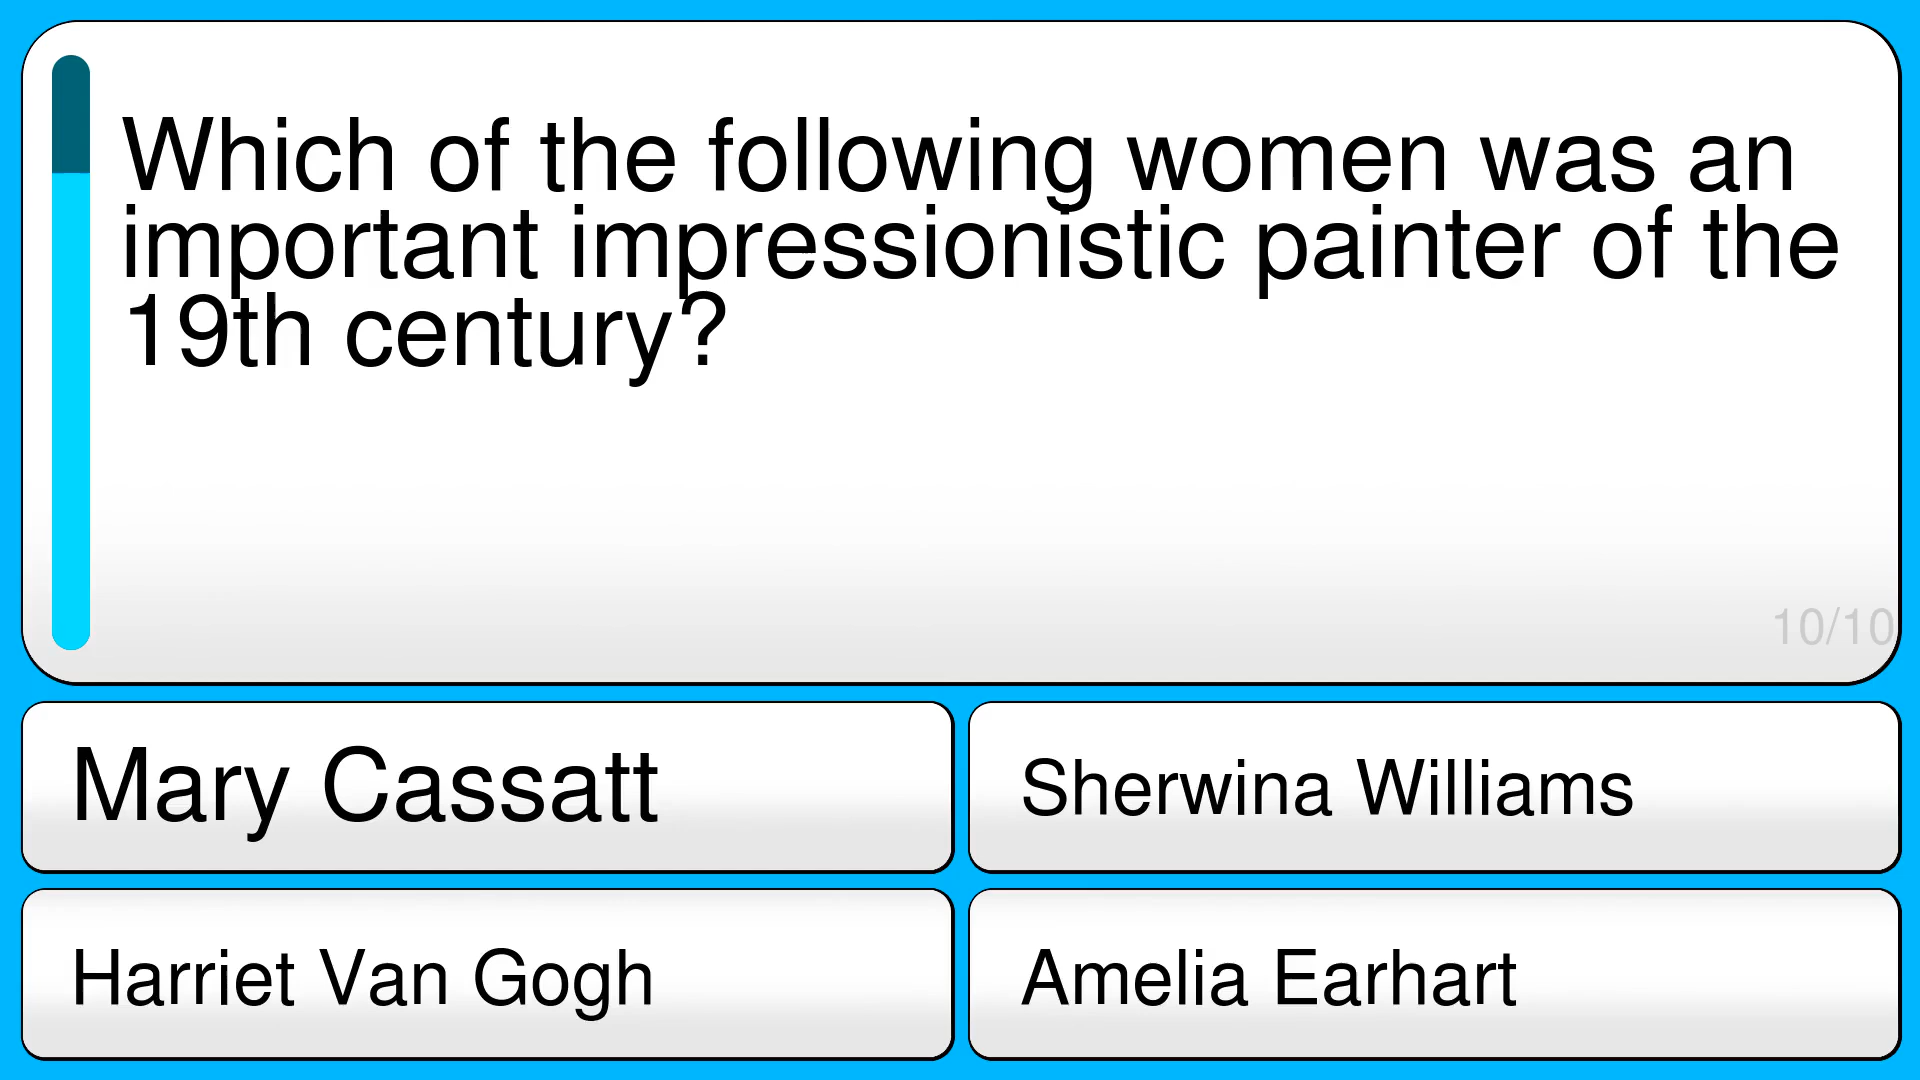 Which of the following women was an
important impressionistic painter of the
19th century?
10/10
Mary Cassatt
Sherwina Williams
Harriet Van Gogh
Amelia Earhart